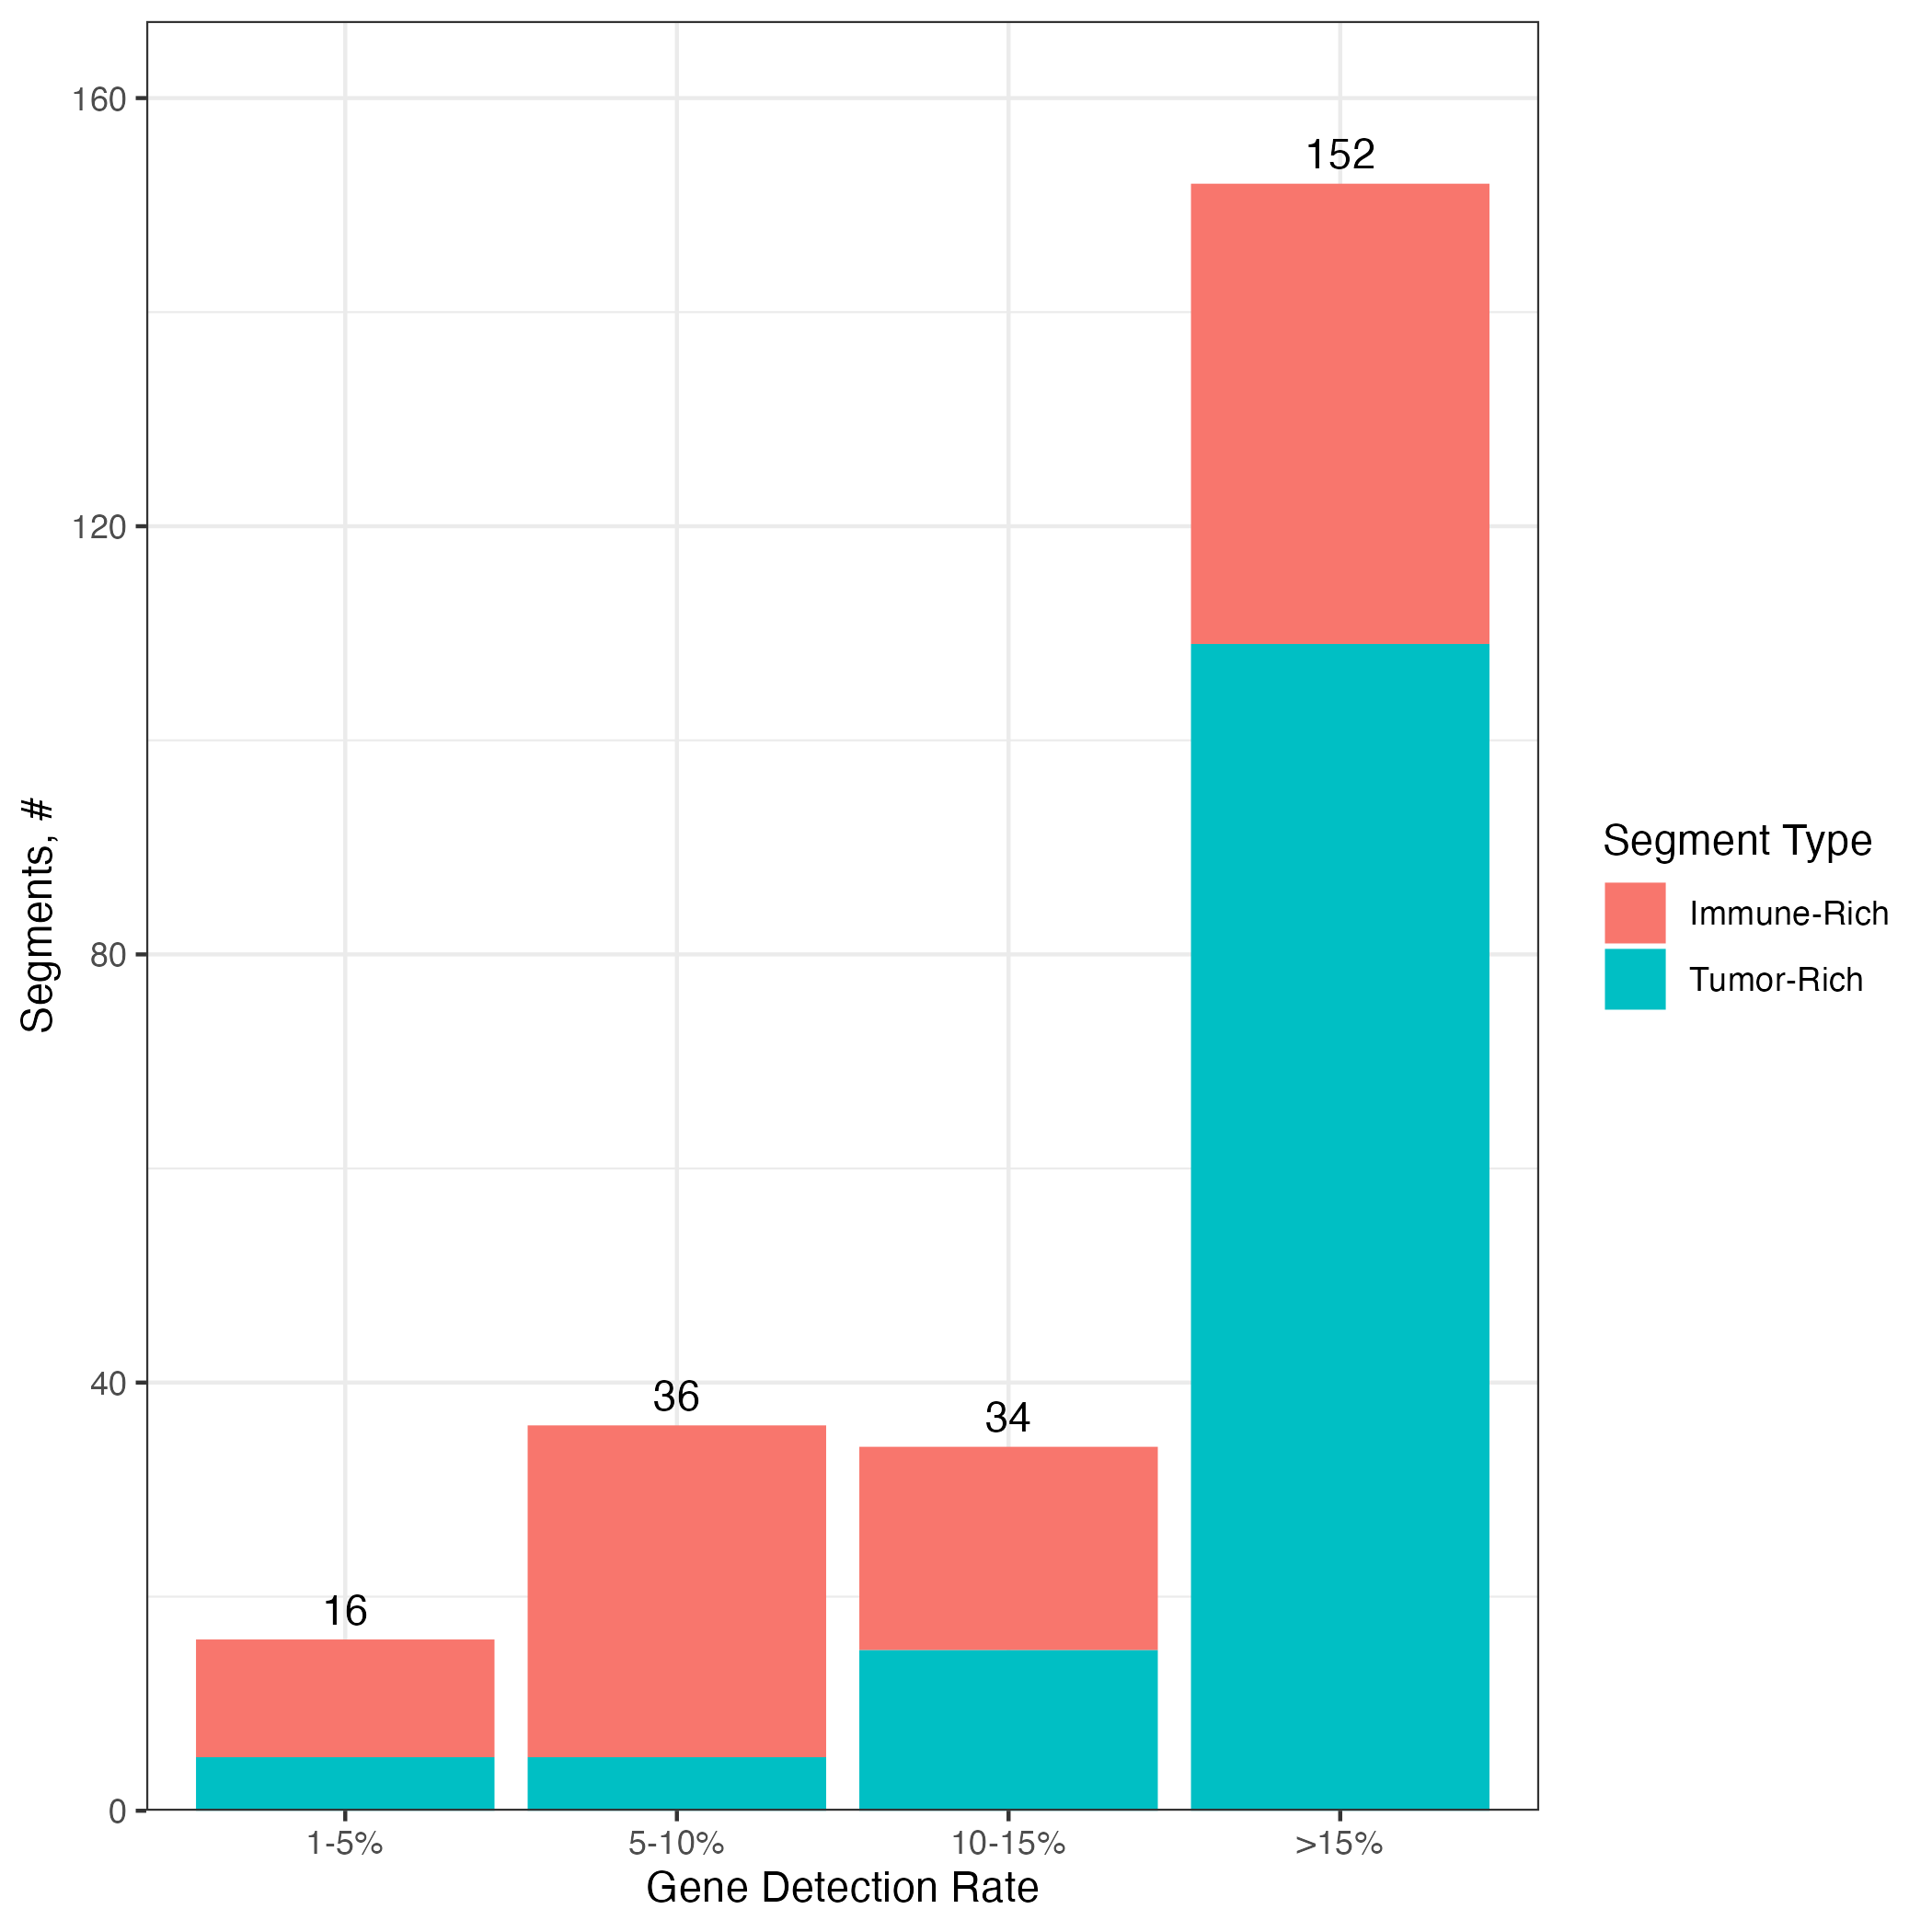 160
120
80
40
0
Segments, #
152
36
34
16
1-5%
5-10%
10-15%
>15%
Gene Detection Rate
Segment Type
Immune-Rich
Tumor-Rich